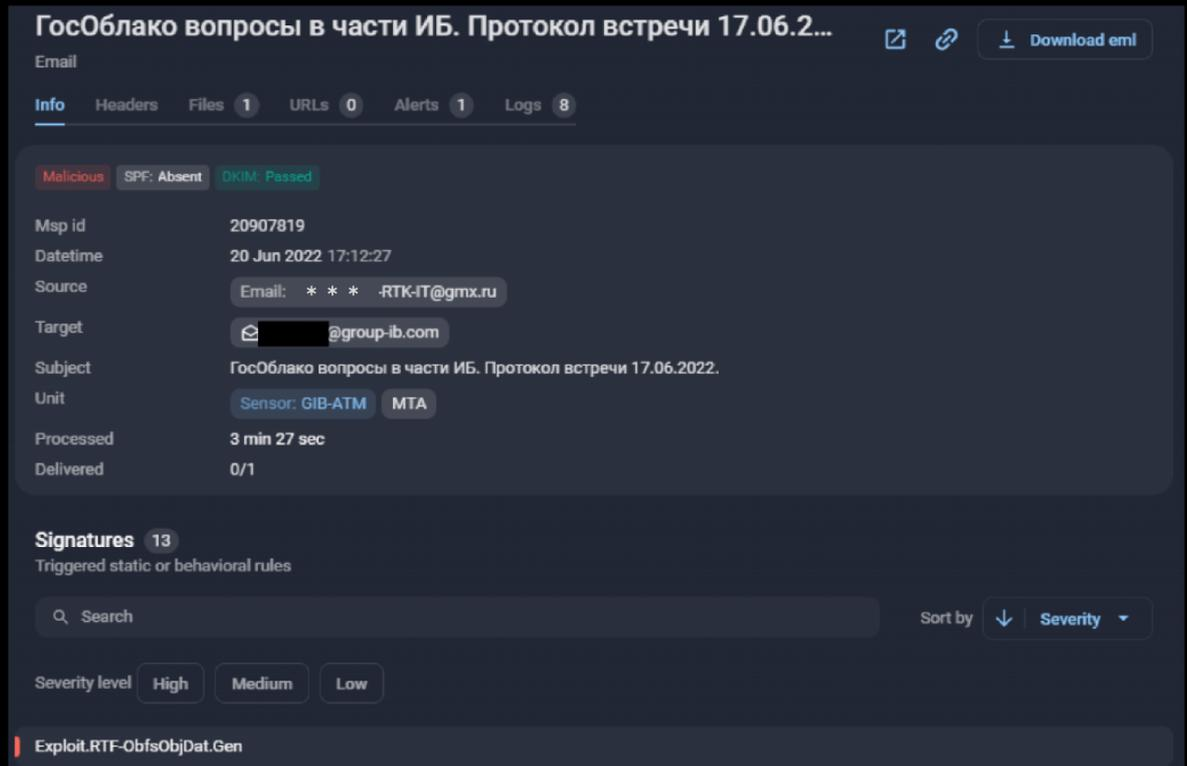 ГосОблако вопросы в части ИБ. Протокол встречи 17.06.2...
Download eml
Email
Info Headers Files 1 URLs 0 Alerts 1 Logs 8
Malicious SPF: Absent DKIM: Passed
Msp id 20907819
Datetime 20 Jun 2022 17:12:27
Source Email: * * * -RTK-IT@gmx.ru
Target @group-ib.com
Subject ГосОблако вопросы в части ИБ. Протокол встречи 17.06.2022.
Unit Sensor: GIB-ATM MTA
Processed 3 min 27 sec
Delivered 0/1
Signatures 13
Triggered static or behavioral rules
Search Sort by Severity
Severity level High Medium Low
Exploit.RTF-ObfsObjDat.Gen